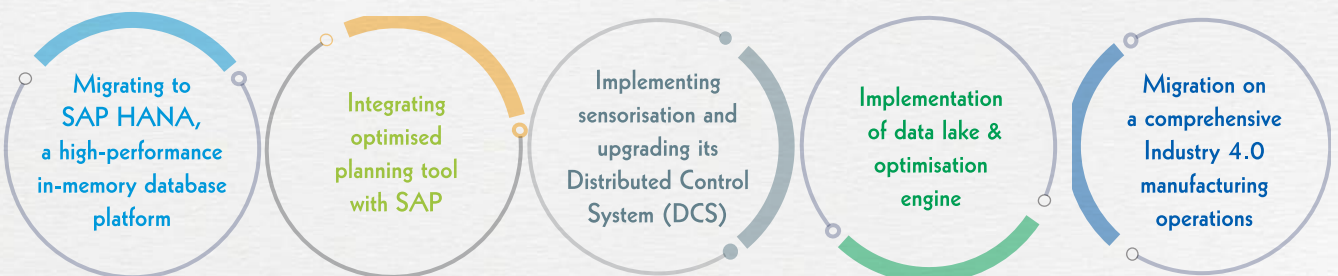 Migrating to
SAP HANA,
a high-performance
in-memory database
platform
Integrating
optimised
planning tool
with SAP
Implementing
sensorisation and
upgrading its
Distributed Control
System (DCS)
Implementation
of data lake &
optimisation
engine
Migration on
a comprehensive
Industry 4.0
manufacturing
operations